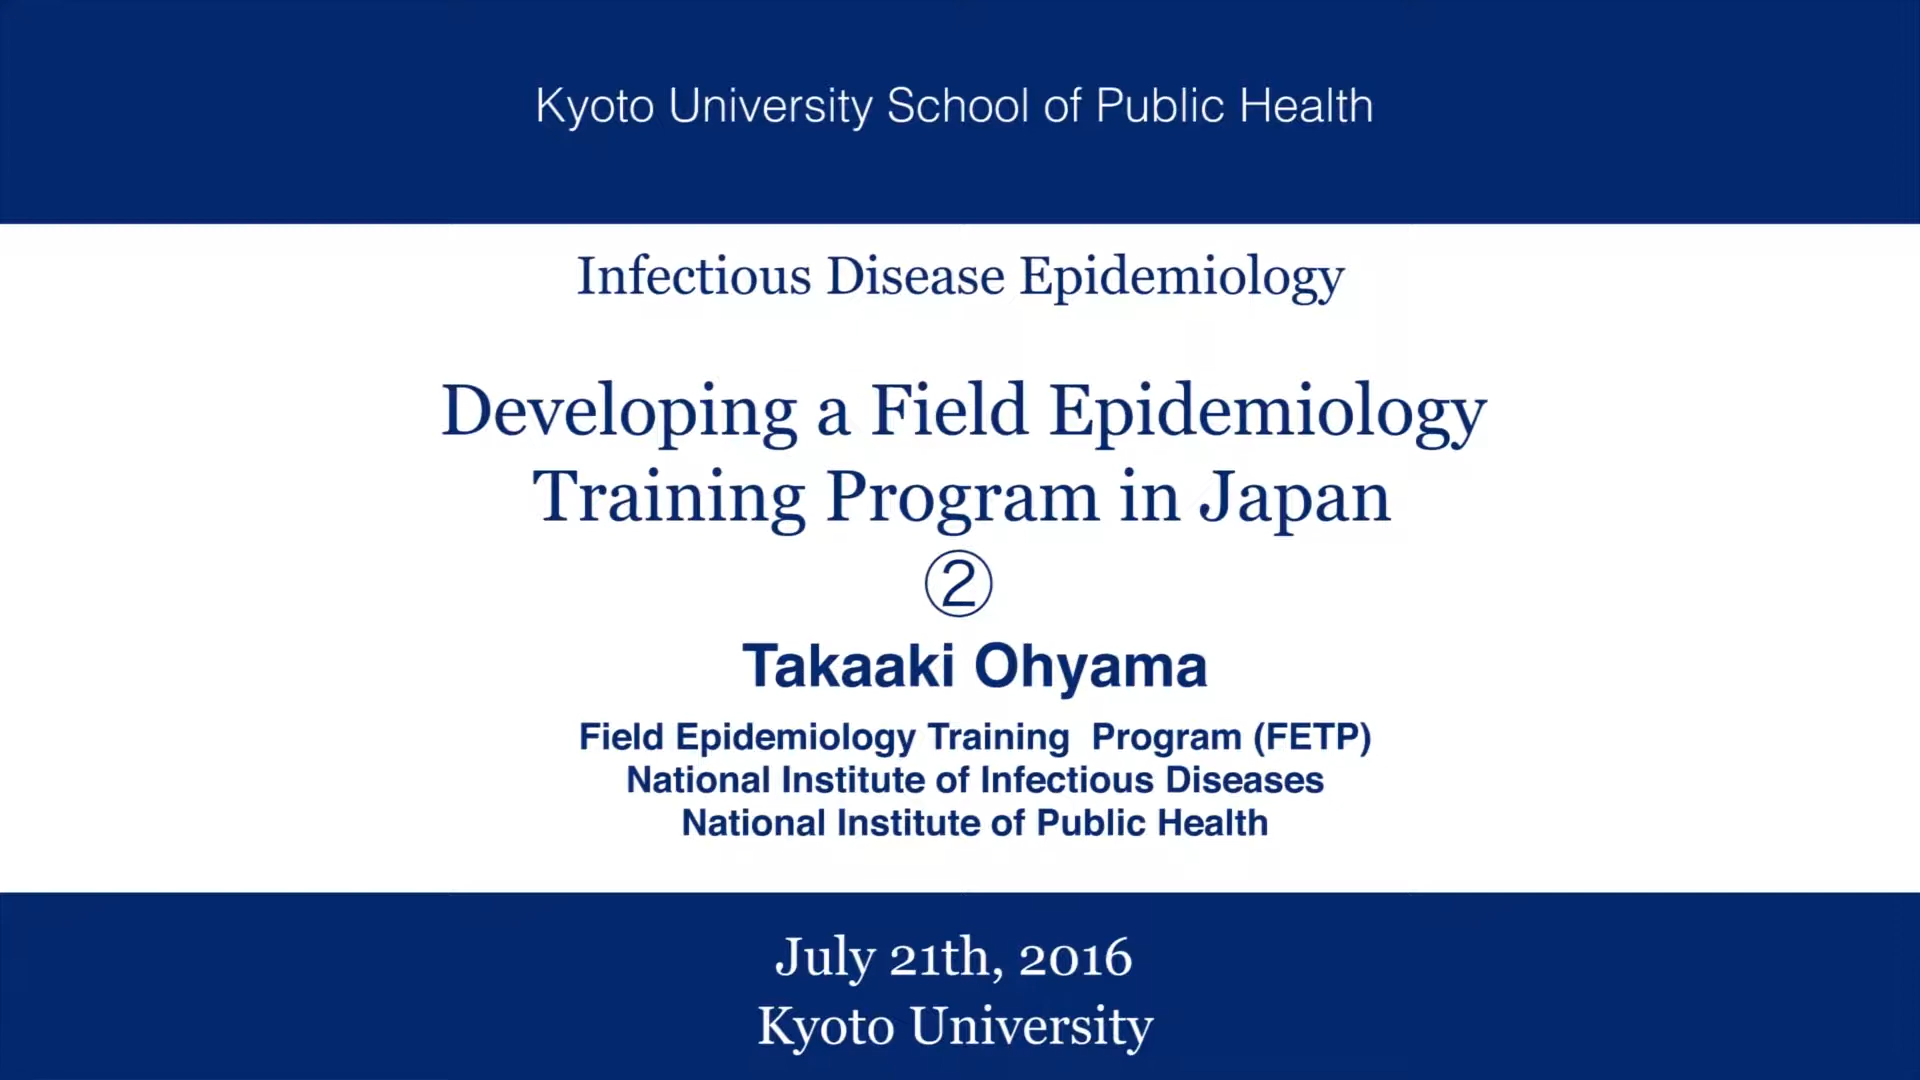 Kyoto University School of Public Health
Infectious Disease Epidemiology
Developing a Field Epidemiology
Training Program in Japan
②
Takaaki Ohyama
Field Epidemiology Training  Program (FETP)
National Institute of Infectious Diseases
National Institute of Public Health
July 21th, 2016
Kyoto University